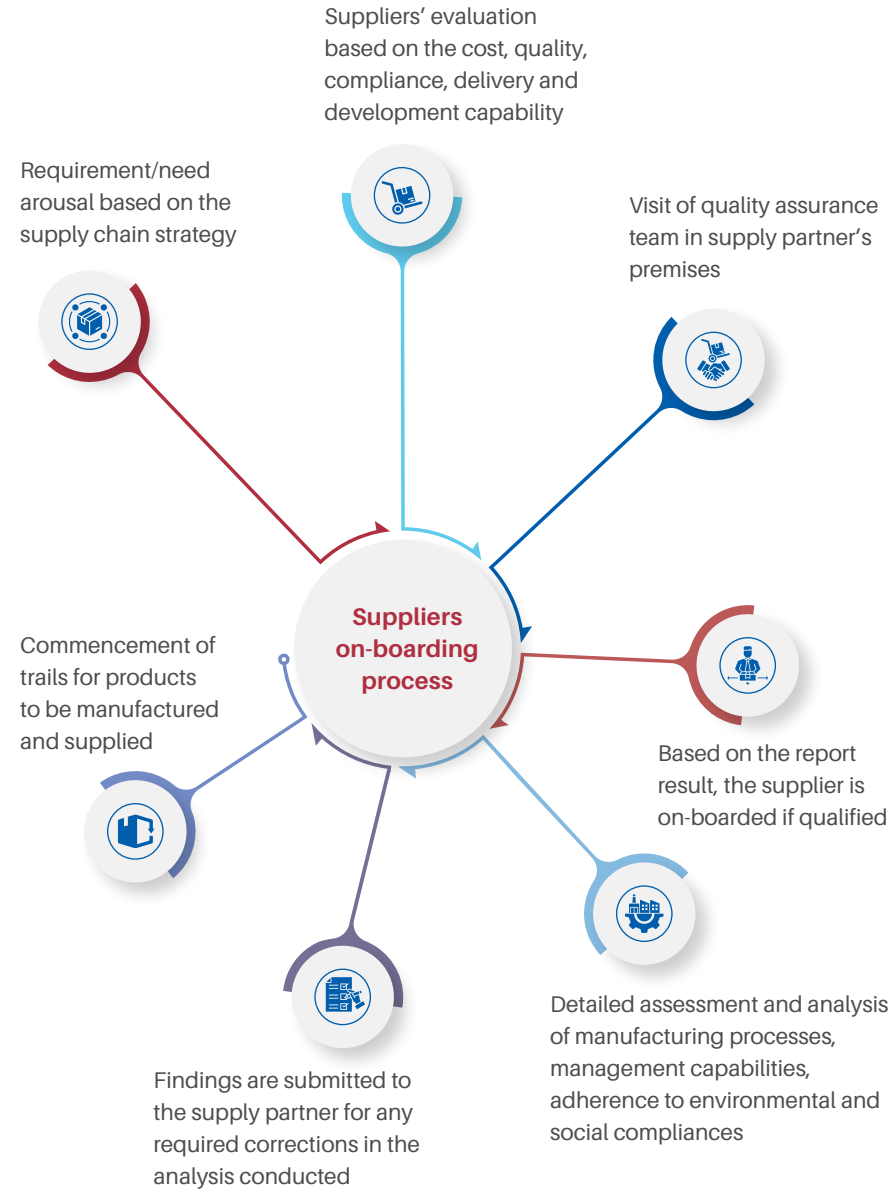 Suppliers’ evaluation
based on the cost, quality,
compliance, delivery and
development capability
Requirement/need
arousal based on the
supply chain strategy
Visit of quality assurance
team in supply partner’s
premises
Suppliers
on-boarding
process
Commencement of
trails for products
to be manufactured
and supplied
Based on the report
result, the supplier is
on-boarded if qualified
Detailed assessment and analysis
of manufacturing processes,
management capabilities,
adherence to environmental and
social compliances
Findings are submitted to
the supply partner for any
required corrections in the
analysis conducted